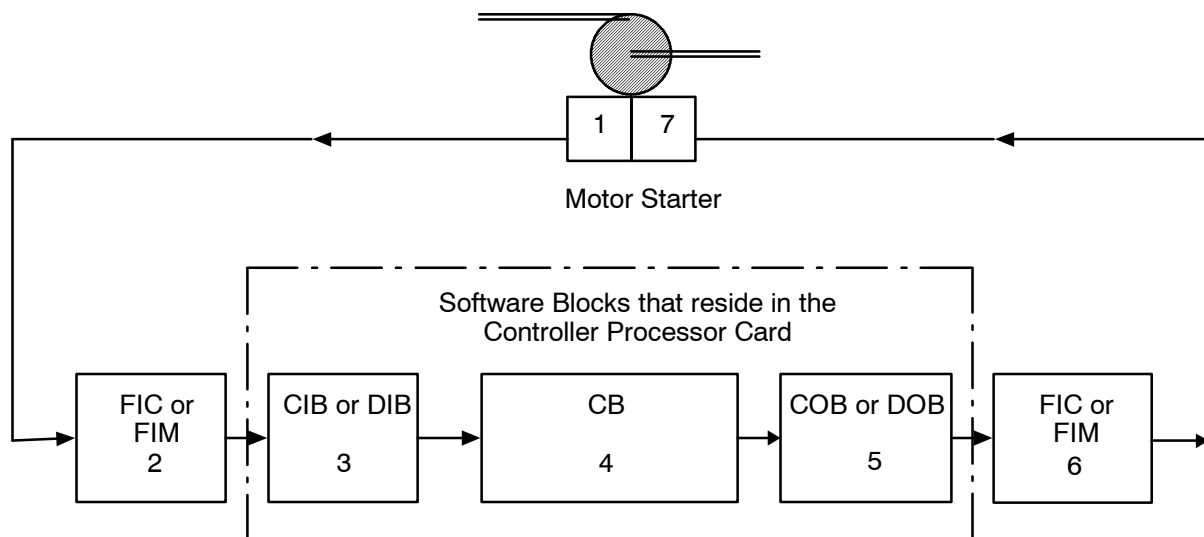 1 7
Motor Starter
Software Blocks that reside in the
Controller Processor Card
FIC or
FIM
2
CIB or DIB
3
CB
4
COB or DOB
5
FIC or
FIM
6